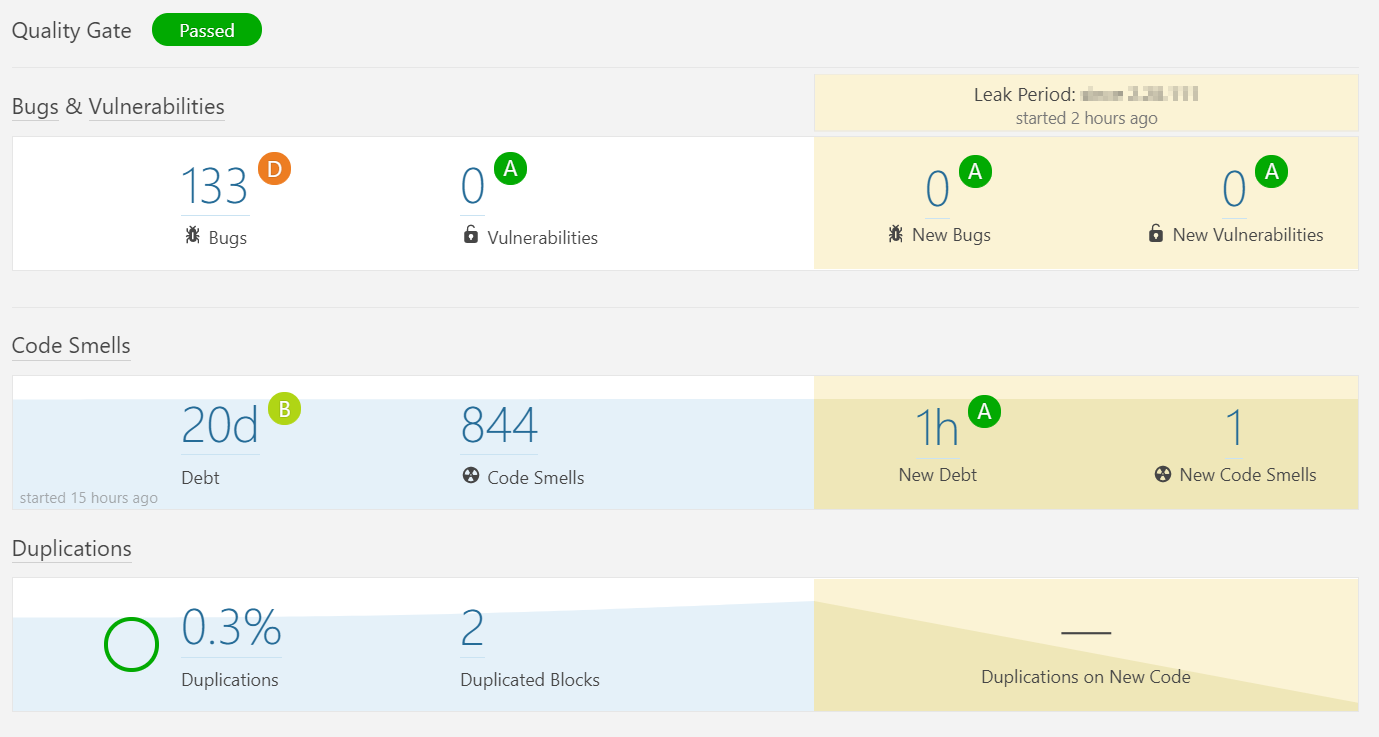 Quality Gate Passed
Bugs & Vulnerabilities
Leak Period:
started 2 hours ago
133 D
Bugs
0 A
Vulnerabilities
0 A
New Bugs
0 A
New Vulnerabilities
Code Smells
20d B
Debt
844
Code Smells
started 15 hours ago
1h A
New Debt
1
New Code Smells
Duplications
0.3%
Duplications
2
Duplicated Blocks
—
Duplications on New Code